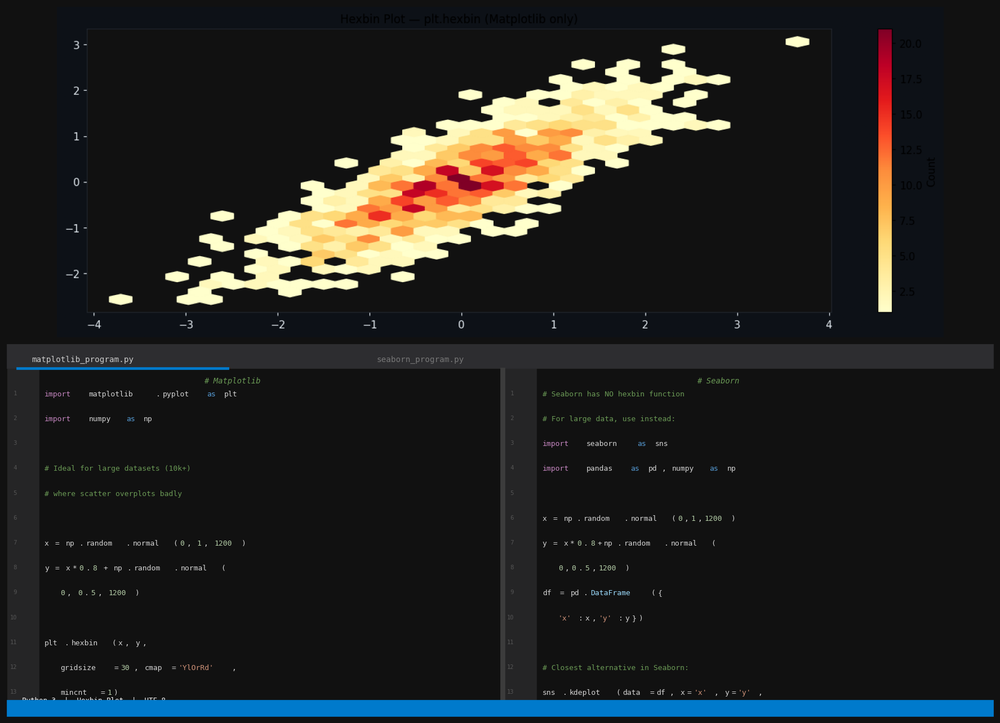 Hexbin Plot — plt.hexbin (Matplotlib only)
3
2
1
0
−1
−2
−4 −3 −2 −1 0 1 2 3 4
20.0
17.5
15.0
12.5
10.0
7.5
5.0
2.5
Count
matplotlib_program.py
seaborn_program.py
# Matplotlib
1 import matplotlib.pyplot as plt
2 import numpy as np
3
4 # Ideal for large datasets (10k+)
5 # where scatter overplots badly
6
7 x = np.random.normal(0, 1, 1200)
8 y = x*0.8 + np.random.normal(
9 0, 0.5, 1200)
10
11 plt.hexbin(x, y,
12 gridsize=30, cmap='YlOrRd',
13 mincnt=1)
# Seaborn
1 # Seaborn has NO hexbin function
2 # For large data, use instead:
3 import seaborn as sns
4 import pandas as pd, numpy as np
5
6 x = np.random.normal(0,1,1200)
7 y = x*0.8+np.random.normal(
8 0,0.5,1200)
9 df = pd.DataFrame({
10 'x':x,'y':y})
11
12 # Closest alternative in Seaborn:
13 sns.kdeplot(data=df, x='x', y='y',
Python 3 | Hexbin Plot | UTF-8